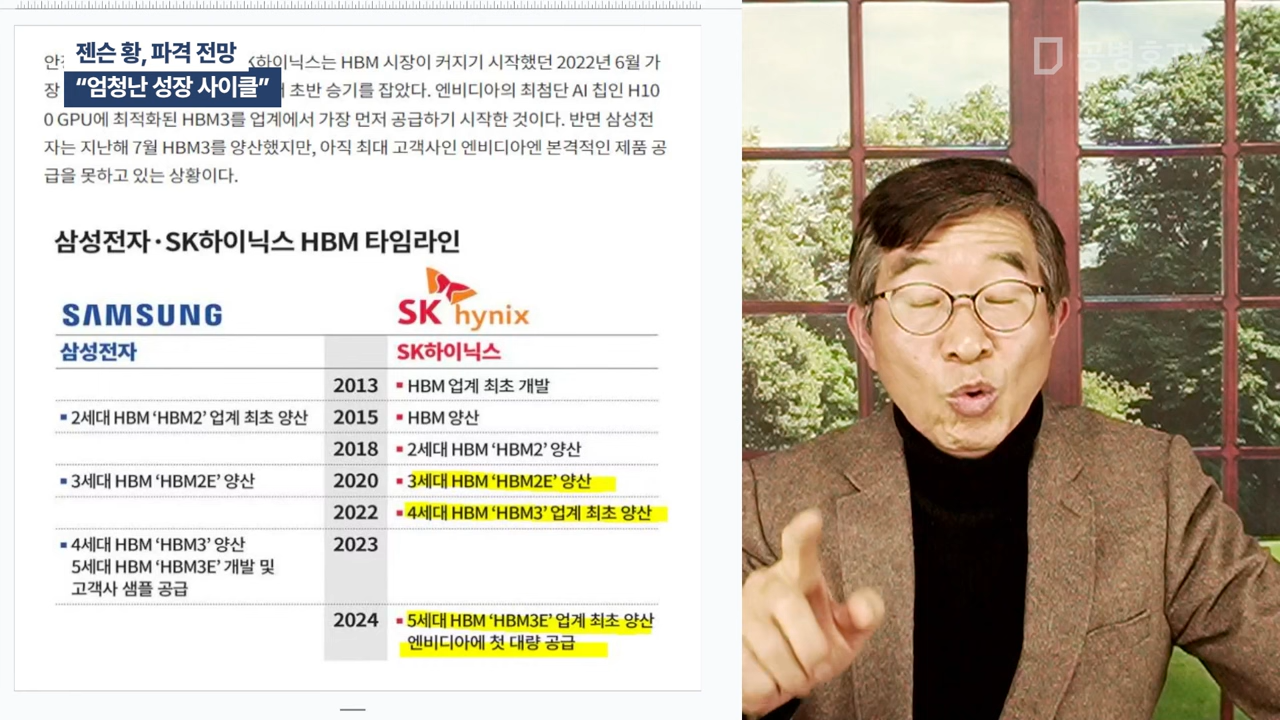 젠슨 황, 파격 전망
“엄청난 성장 사이클”
하이닉스는 HBM 시장이 커지기 시작했던 2022년 6월 가
장 초반 승기를 잡았다. 엔비디아의 최첨단 AI 칩인 H10
0 GPU에 최적화된 HBM3를 업계에서 가장 먼저 공급하기 시작한 것이다. 반면 삼성전
자는 지난해 7월 HBM3를 양산했지만, 아직 최대 고객사인 엔비디아엔 본격적인 제품 공
급을 못하고 있는 상황이다.
삼성전자·SK하이닉스 HBM 타임라인
SAMSUNG
SK hynix
삼성전자
SK하이닉스
2013
HBM 업계 최초 개발
2세대 HBM ‘HBM2’ 업계 최초 양산
2015
HBM 양산
2018
2세대 HBM ‘HBM2’ 양산
3세대 HBM ‘HBM2E’ 양산
2020
3세대 HBM ‘HBM2E’ 양산
2022
4세대 HBM ‘HBM3’ 업계 최초 양산
4세대 HBM ‘HBM3’ 양산
5세대 HBM ‘HBM3E’ 개발 및
고객사 샘플 공급
2023
2024
5세대 HBM ‘HBM3E’ 업계 최초 양산
엔비디아에 첫 대량 공급
공병호TV